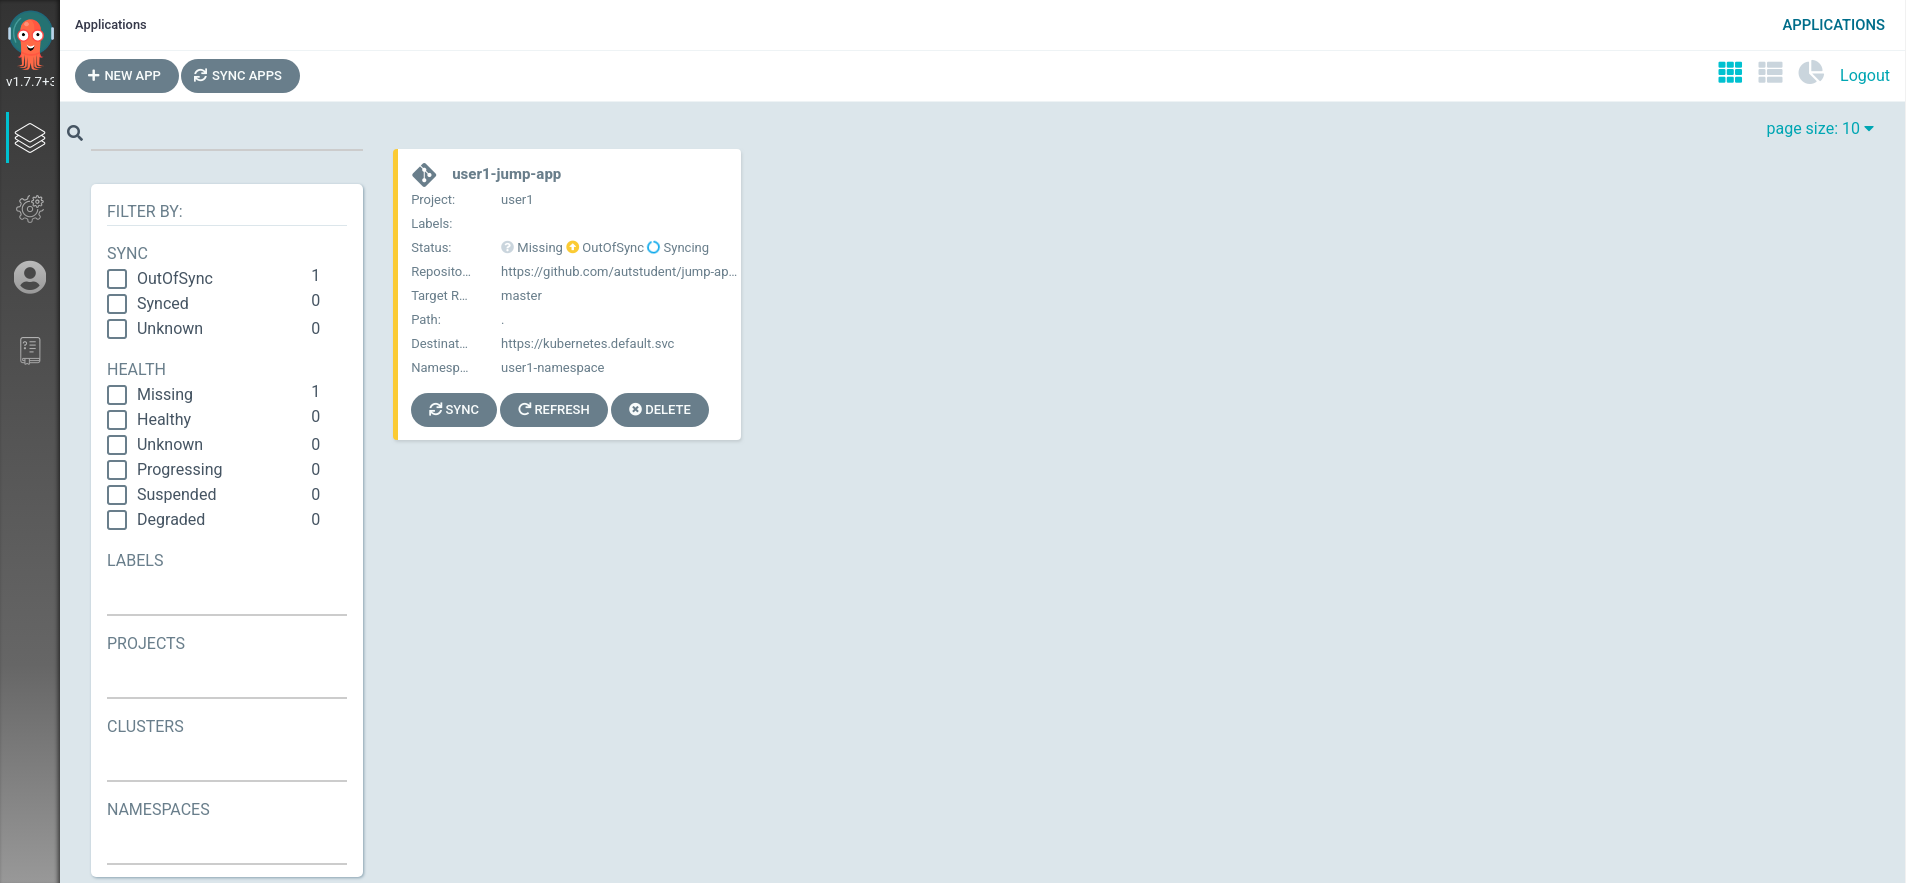 Applications
APPLICATIONS
v1.7.7+3
NEW APP
SYNC APPS
Logout
page size: 10
FILTER BY:
SYNC
OutOfSync 1
Synced 0
Unknown 0
HEALTH
Missing 1
Healthy 0
Unknown 0
Progressing 0
Suspended 0
Degraded 0
LABELS
PROJECTS
CLUSTERS
NAMESPACES
user1-jump-app
Project: user1
Labels:
Status: Missing OutOfSync Syncing
Reposito... https://github.com/autstudent/jump-ap...
Target R... master
Path: .
Destinat... https://kubernetes.default.svc
Namesp... user1-namespace
SYNC
REFRESH
DELETE